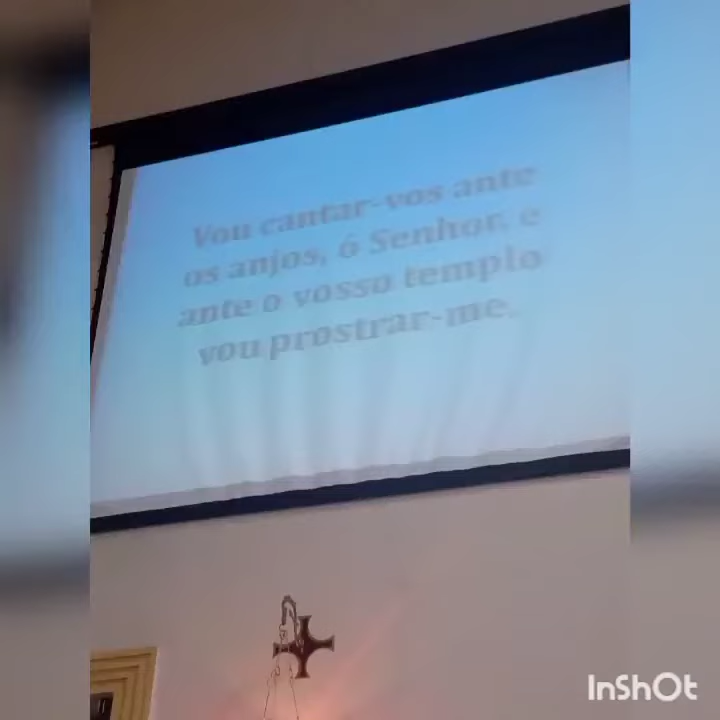 Vou cantar-vos ante
os anjos, ó Senhor, e
ante o vosso templo
vou prostrar-me.
InShOt